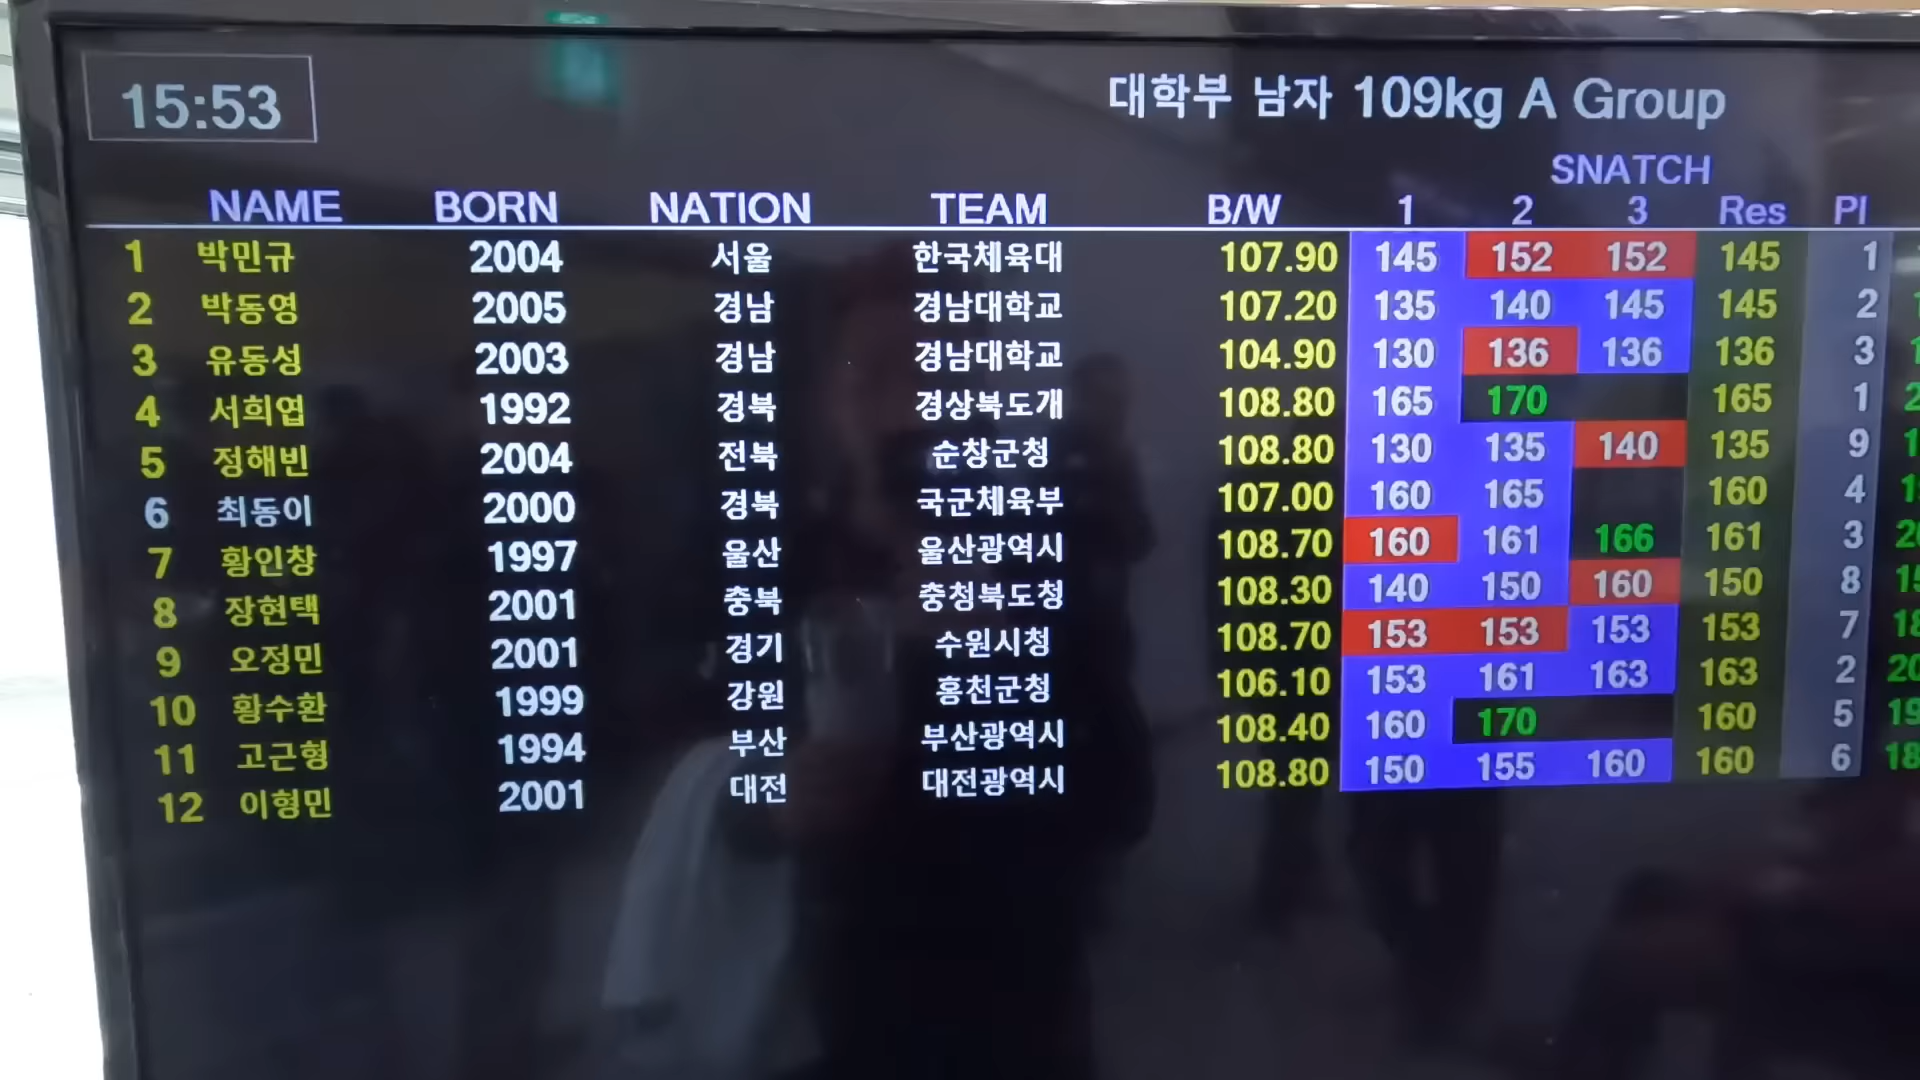 15:53
대학부 남자 109kg A Group
SNATCH
NAME BORN NATION TEAM B/W 1 2 3 Res Pl
1 박민규 2004 서울 한국체육대 107.90 145 152 152 145 1
2 박동영 2005 경남 경남대학교 107.20 135 140 145 145 2
3 유동성 2003 경남 경남대학교 104.90 130 136 136 136 3
4 서희엽 1992 경북 경상북도개 108.80 165 170 165 1
5 정해빈 2004 전북 순창군청 108.80 130 135 140 135 9
6 최동이 2000 경북 국군체육부 107.00 160 165 160 4
7 황인창 1997 울산 울산광역시 108.70 160 161 166 161 3
8 장현택 2001 충북 충청북도청 108.30 140 150 160 150 8
9 오정민 2001 경기 수원시청 108.70 153 153 153 153 7
10 황수환 1999 강원 홍천군청 106.10 153 161 163 163 2
11 고근형 1994 부산 부산광역시 108.40 160 170 160 5
12 이형민 2001 대전 대전광역시 108.80 150 155 160 160 6